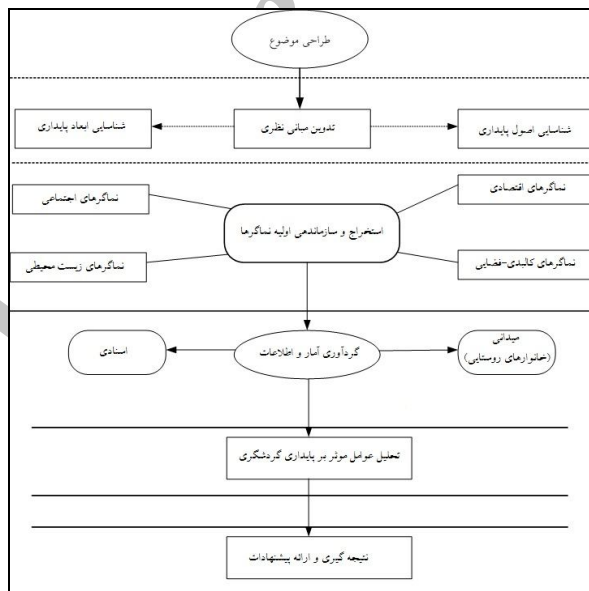 طراحی موضوع
شناسایی اصول پایداری
تدوین مبانی نظری
شناسایی ابعاد پایداری
نماگرهای اقتصادی
نماگرهای اجتماعی
استخراج و سازماندهی اولیه نماگرها
نماگرهای کالبدی-فضایی
نماگرهای زیست محیطی
میدانی
(خانوارهای روستایی)
گردآوری آمار و اطلاعات
اسنادی
تحلیل عوامل موثر بر پایداری گردشگری
نتیجه گیری و ارائه پیشنهادات